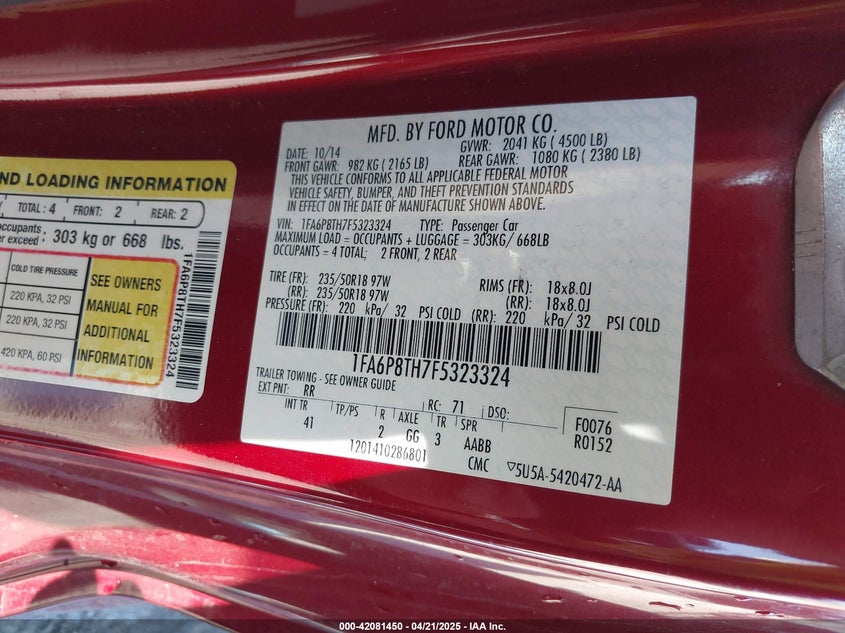 ND LOADING INFORMATION
TOTAL: 4 FRONT: 2 REAR: 2
occupants
exceed: 303 kg or 668 lbs.
COLD TIRE PRESSURE
220 KPA, 32 PSI
220 KPA, 32 PSI
420 KPA, 60 PSI
SEE OWNERS
MANUAL FOR
ADDITIONAL
INFORMATION
1FA6P8TH7F5323324
MFD. BY FORD MOTOR CO.
DATE: 10/14 GVWR: 2041 KG ( 4500 LB)
FRONT GAWR: 982 KG ( 2165 LB) REAR GAWR: 1080 KG ( 2380 LB)
THIS VEHICLE CONFORMS TO ALL APPLICABLE FEDERAL MOTOR
VEHICLE SAFETY, BUMPER, AND THEFT PREVENTION STANDARDS
IN EFFECT ON THE DATE OF MANUFACTURE SHOWN ABOVE.
VIN: 1FA6P8TH7F5323324 TYPE: Passenger Car
MAXIMUM LOAD = OCCUPANTS + LUGGAGE = 303KG/ 668LB
OCCUPANTS = 4 TOTAL: 2 FRONT, 2 REAR
TIRE (FR): 235/50R18 97W RIMS (FR): 18x8.0J
(RR): 235/50R18 97W (RR): 18x8.0J
PRESSURE (FR): 220 kPa/ 32 PSI COLD (RR): 220 kPa/ 32 PSI COLD
1FA6P8TH7F5323324
TRAILER TOWING - SEE OWNER GUIDE
EXT PNT: RR RC: 71 DSO:
INT TR TP/PS R AXLE TR SPR F0076
41 2 GG 3 AABB R0152
1201410286801 CMC ▽5U5A-5420472-AA
000-42081450 - 04/21/2025 - IAA Inc.